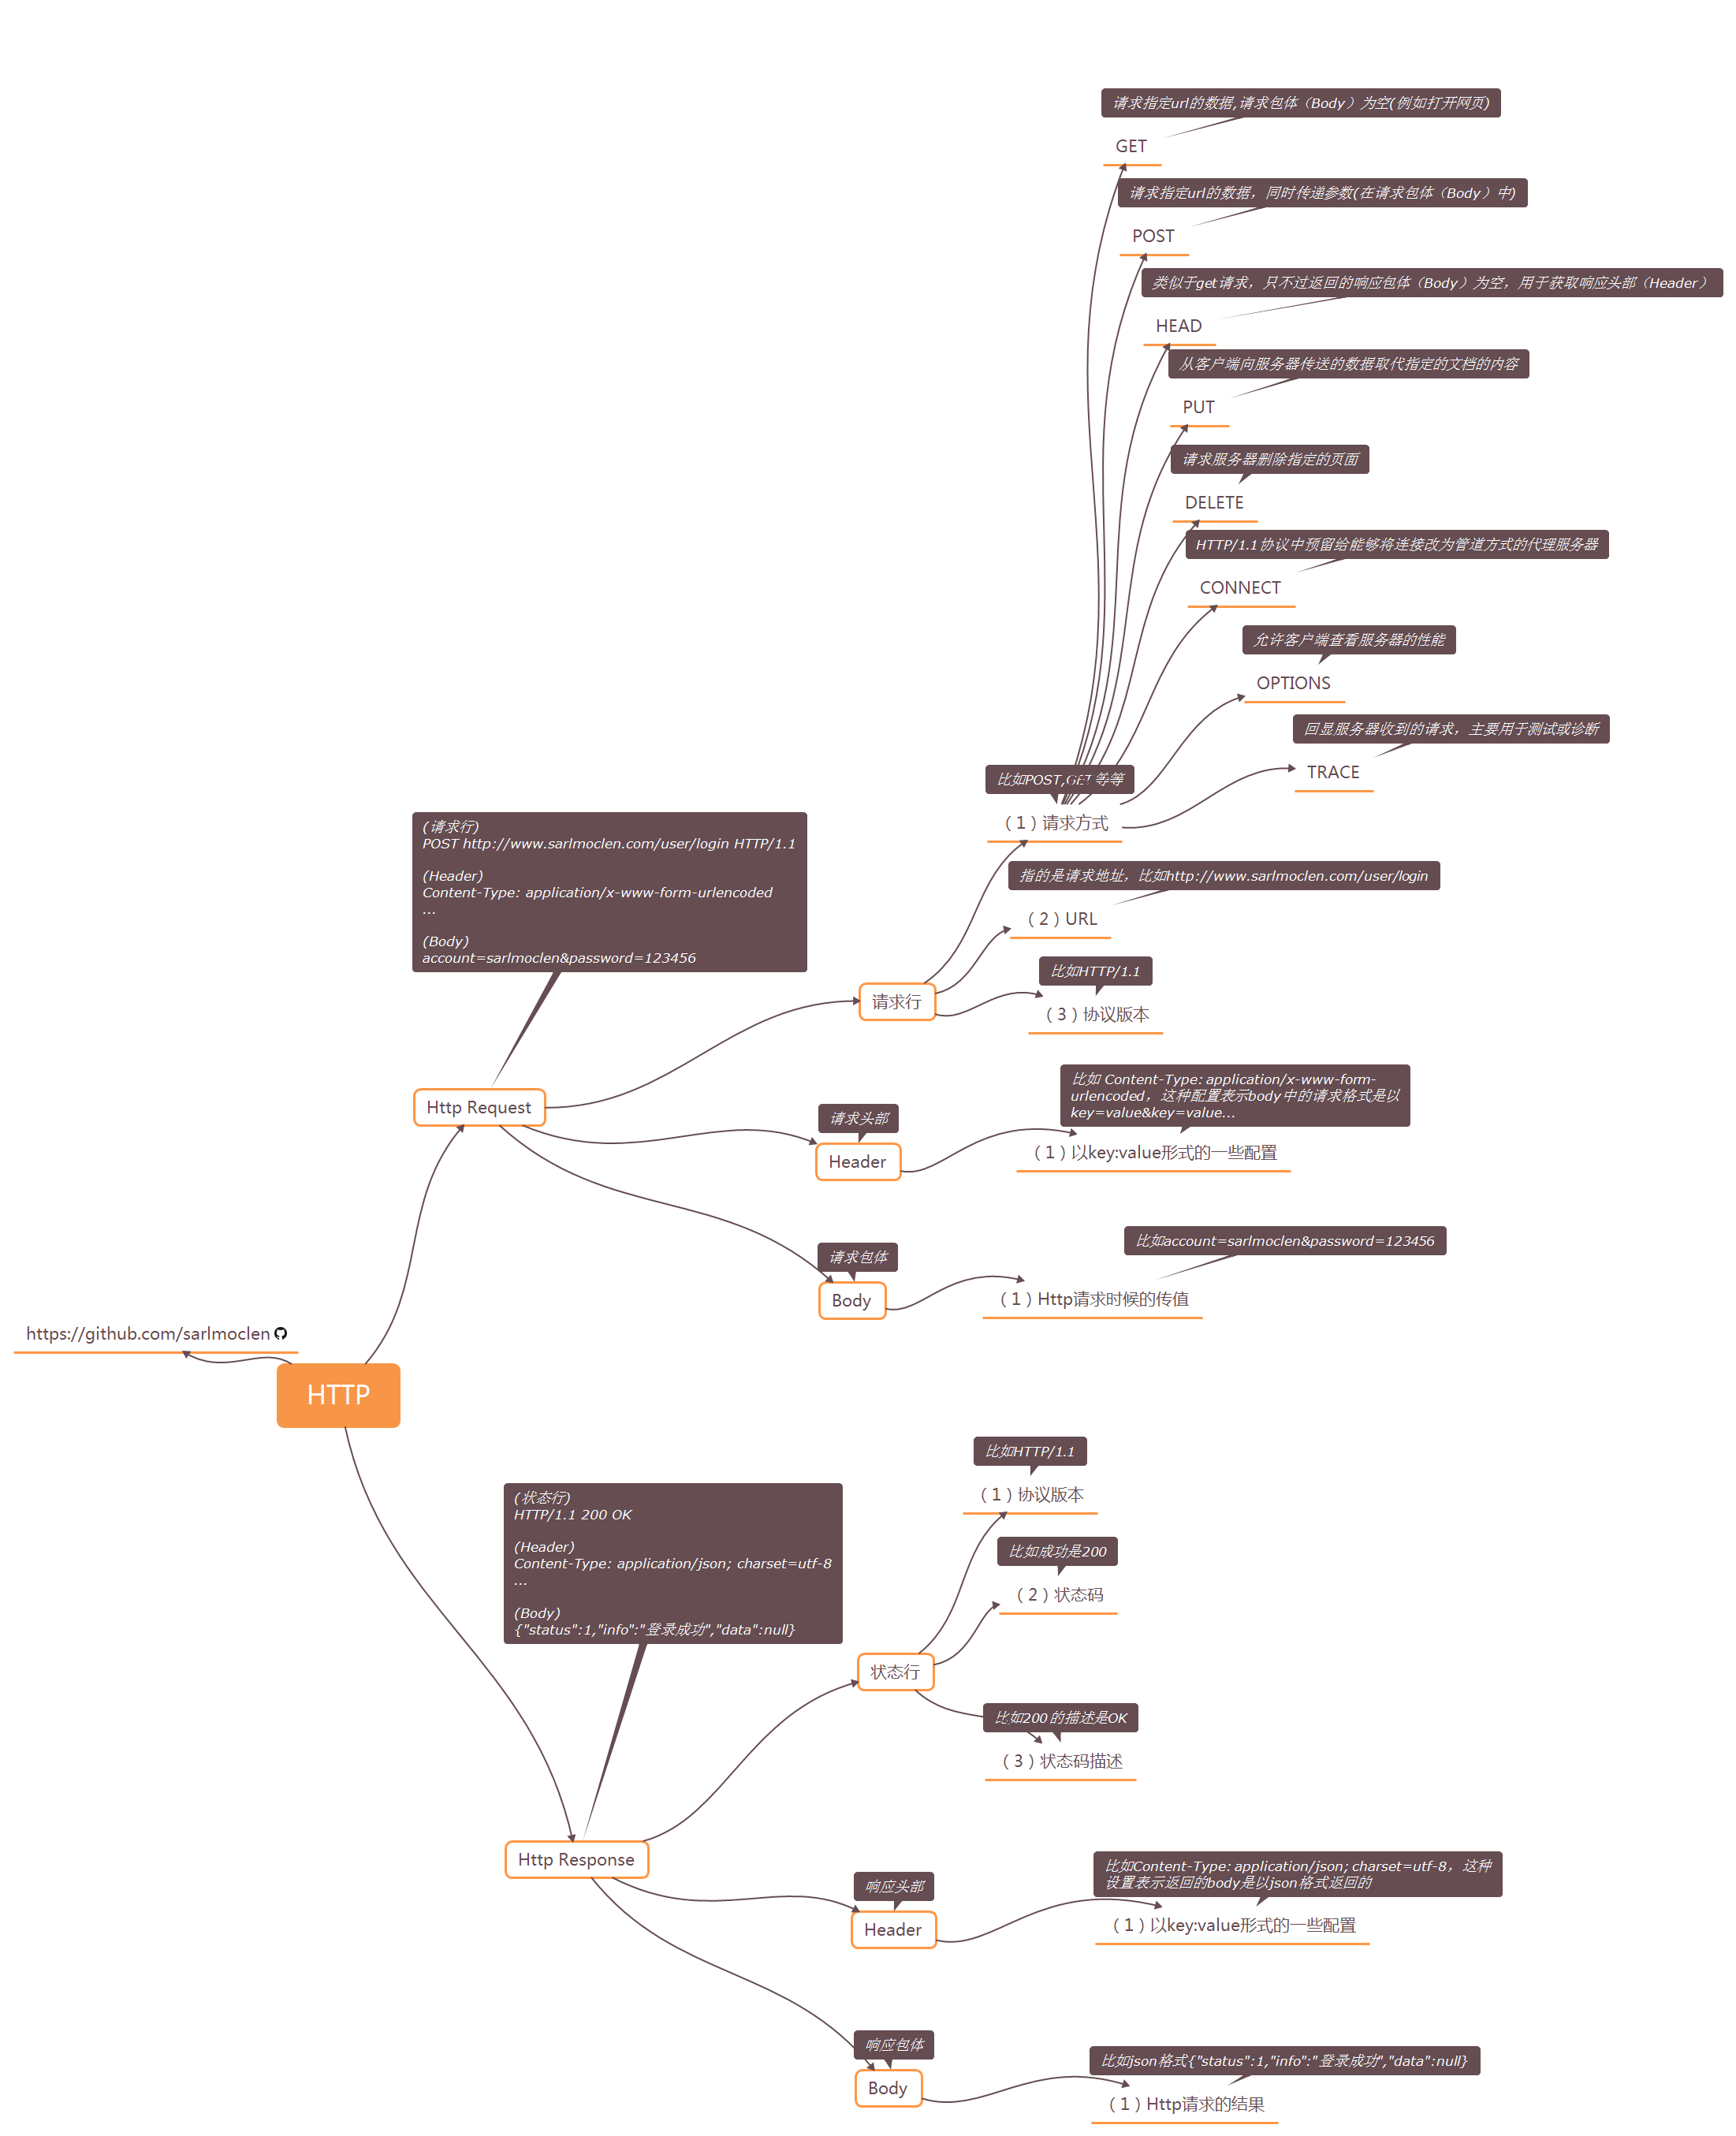 请求指定url的数据,请求包体（Body）为空(例如打开网页)
GET
请求指定url的数据，同时传递参数(在请求包体（Body）中)
POST
类似于get请求，只不过返回的响应包体（Body）为空，用于获取响应头部（Header）
HEAD
从客户端向服务器传送的数据取代指定的文档的内容
PUT
请求服务器删除指定的页面
DELETE
HTTP/1.1协议中预留给能够将连接改为管道方式的代理服务器
CONNECT
允许客户端查看服务器的性能
OPTIONS
回显服务器收到的请求，主要用于测试或诊断
TRACE
比如POST,GET等等
（1）请求方式
指的是请求地址，比如http://www.sarlmoclen.com/user/login
（2）URL
比如HTTP/1.1
（3）协议版本
请求行
(请求行)
POST http://www.sarlmoclen.com/user/login HTTP/1.1
(Header)
Content-Type: application/x-www-form-urlencoded
...
(Body)
account=sarlmoclen&password=123456
Http Request
请求头部
Header
比如 Content-Type: application/x-www-form-
urlencoded，这种配置表示body中的请求格式是以
key=value&key=value...
（1）以key:value形式的一些配置
请求包体
Body
比如account=sarlmoclen&password=123456
（1）Http请求时候的传值
https://github.com/sarlmoclen
HTTP
比如HTTP/1.1
（1）协议版本
比如成功是200
（2）状态码
状态行
比如200的描述是OK
（3）状态码描述
(状态行)
HTTP/1.1 200 OK
(Header)
Content-Type: application/json; charset=utf-8
...
(Body)
{"status":1,"info":"登录成功","data":null}
Http Response
响应头部
Header
比如Content-Type: application/json; charset=utf-8，这种
设置表示返回的body是以json格式返回的
（1）以key:value形式的一些配置
响应包体
Body
比如json格式{"status":1,"info":"登录成功","data":null}
（1）Http请求的结果